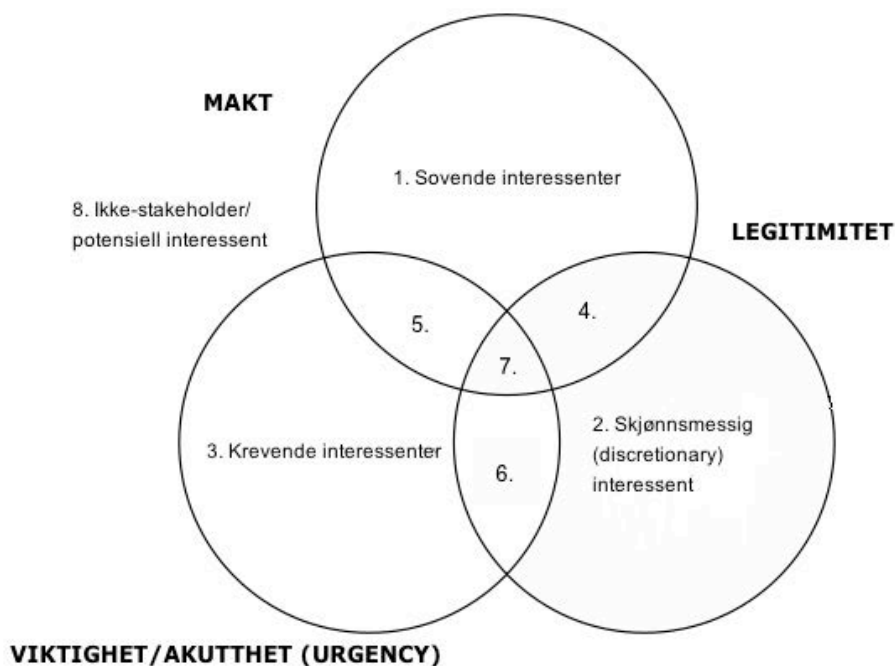 MAKT
1. Sovende interessenter
8. Ikke-stakeholder/
potensiell interessent
LEGITIMITET
5.
4.
7.
2. Skjønnsmessig
(discretionary)
interessent
3. Krevende interessenter
6.
VIKTIGHET/AKUTTHET (URGENCY)